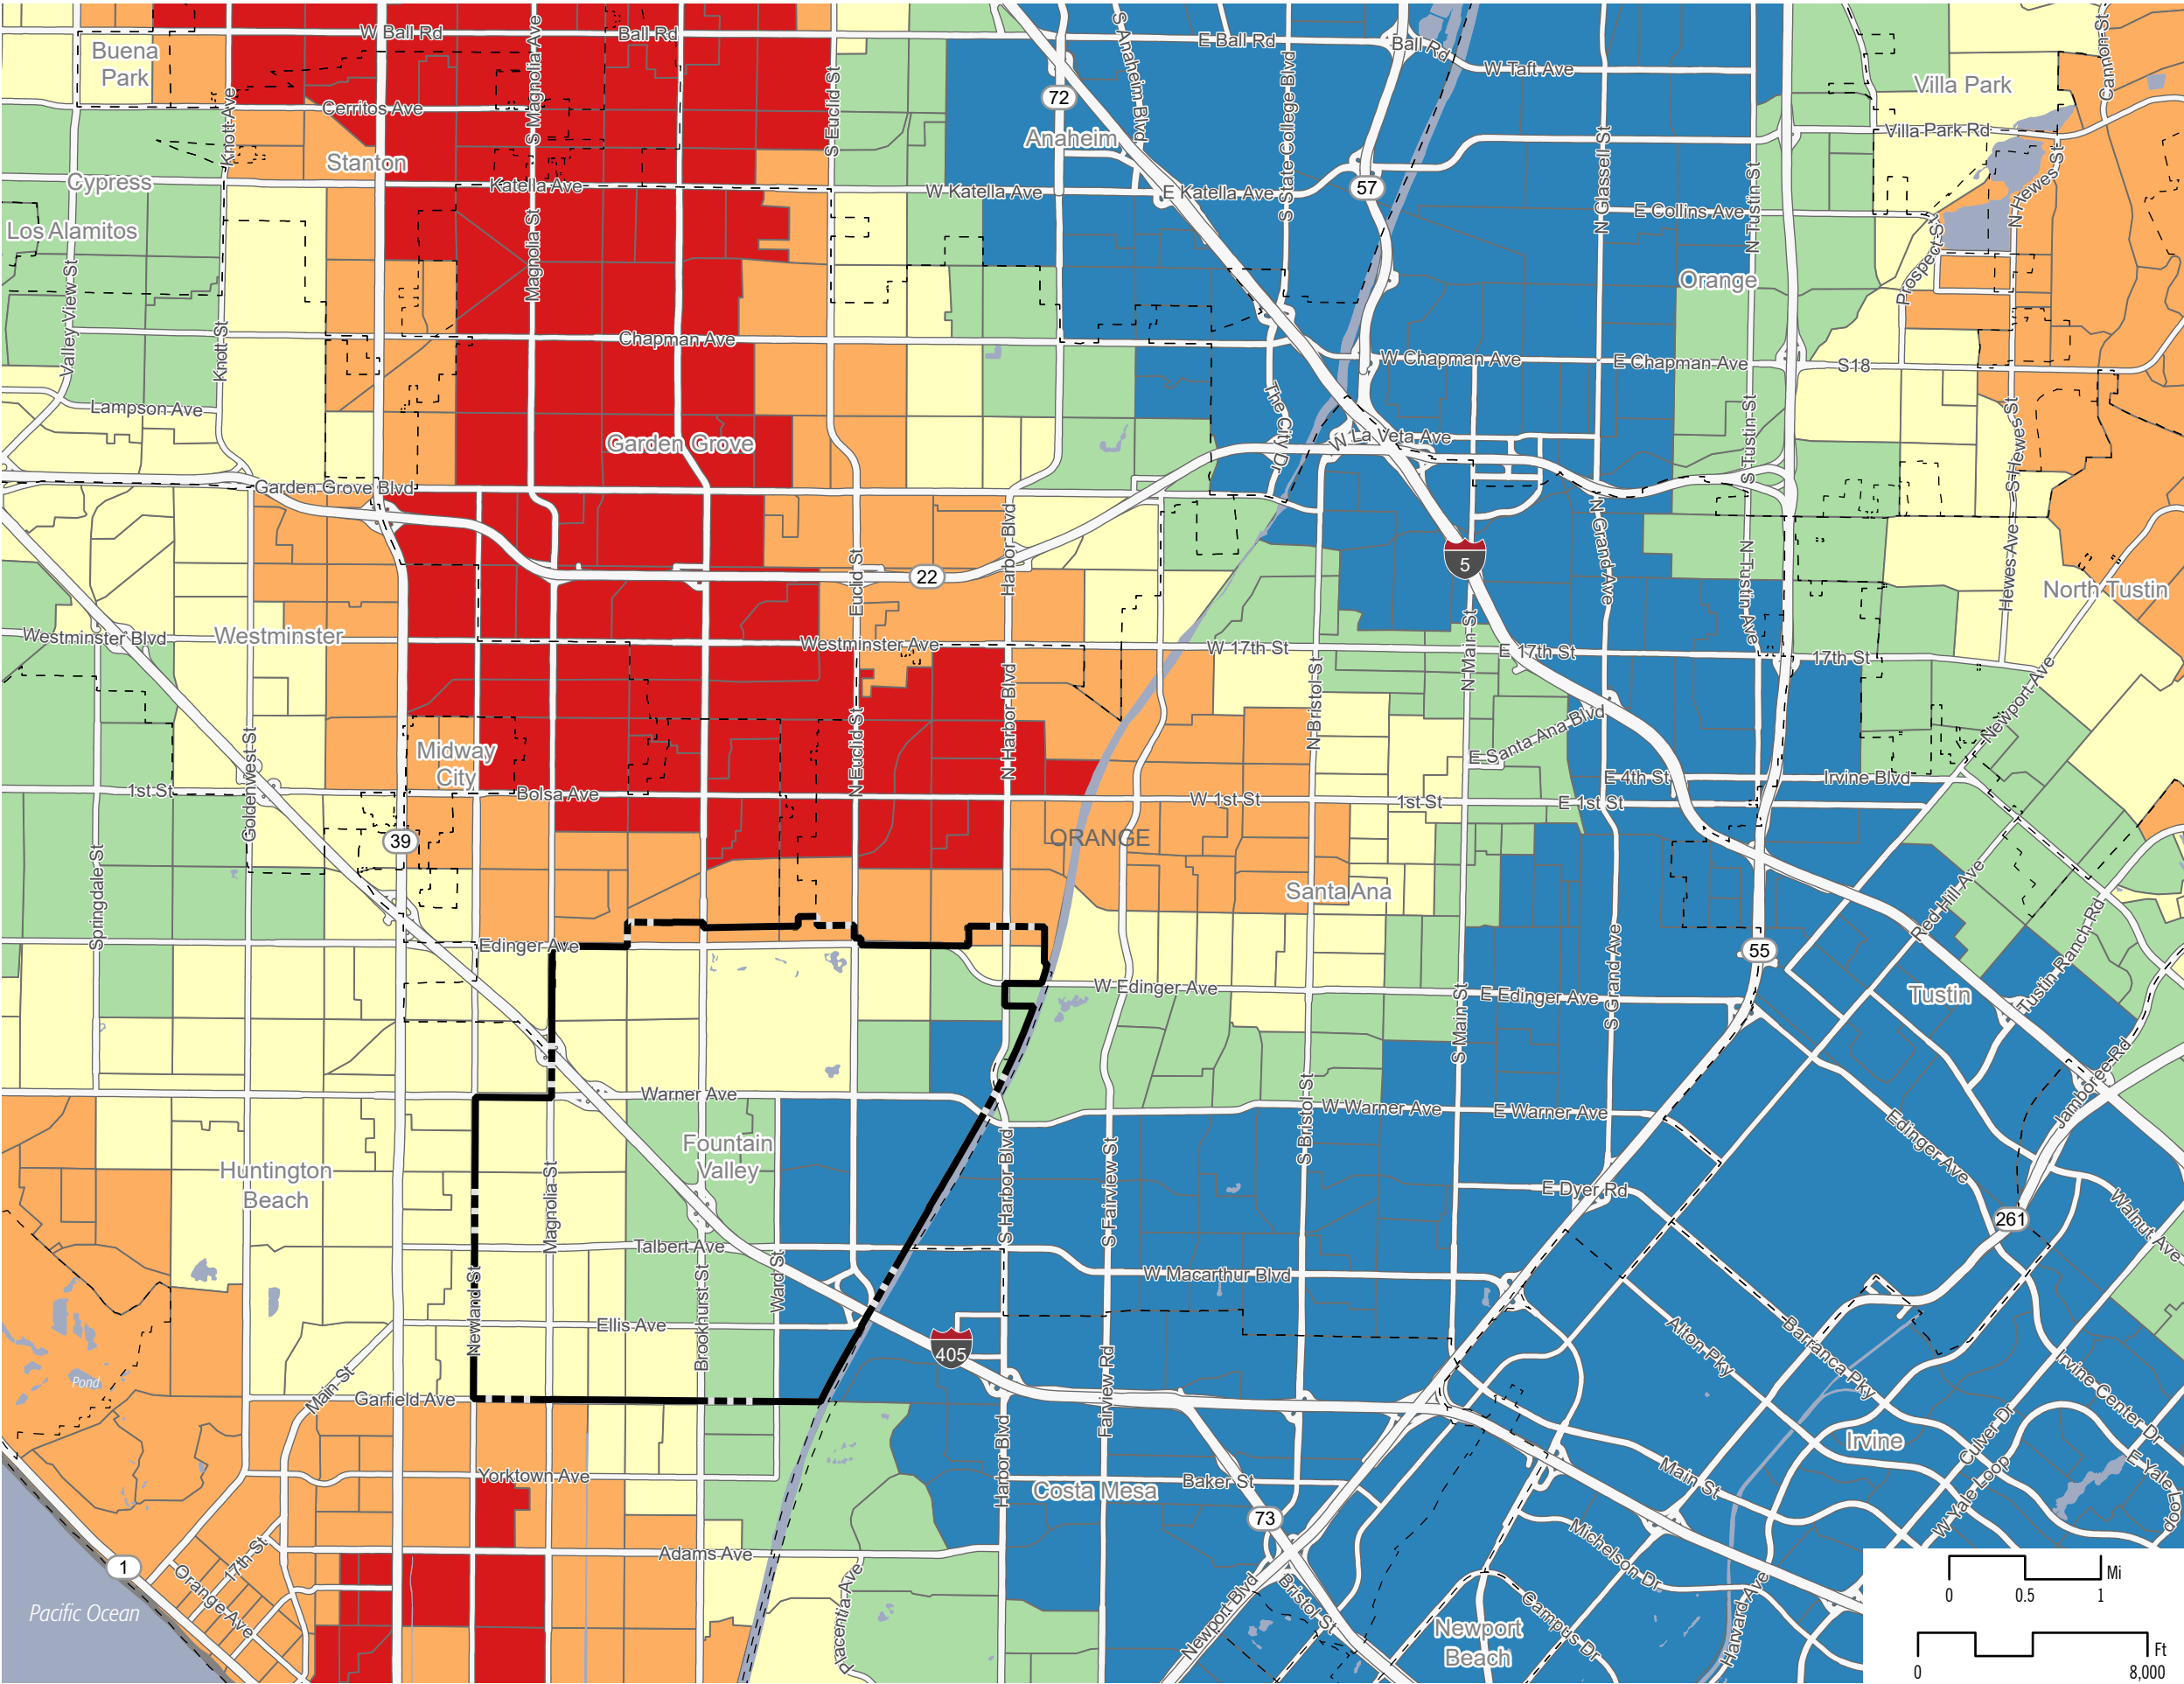 W Ball Rd
Ball Rd
E Ball Rd
Ball Rd
W Taft Ave
Buena
Park
S Magnolia Ave
S Anaheim Blvd
S State College Blvd
Cannon St
Villa Park
Knott Ave
Cerritos Ave
S Euclid St
72
Anaheim
N Glassell St
Villa Park Rd
Stanton
Cypress
Katella Ave
W Katella Ave
E Katella Ave
57
N Tustin St
N Hewes St
Los Alamitos
Magnolia St
E Collins Ave
Prospect St
Valley View St
Orange
Knott St
Chapman Ave
W Chapman Ave
E Chapman Ave
S18
Lampson Ave
The City Dr
Garden Grove
W La Veta Ave
S Tustin St
S Hewes St
Garden Grove Blvd
Harbor Blvd
N Grand Ave
5
22
N Euclid St
N Tustin Ave
Hewes Ave
North Tustin
Westminster Blvd
Westminster
Westminster Ave
W 17th St
N Main St
E 17th St
17th St
N Harbor Blvd
N Bristol St
Newport Ave
Midway
City
N Euclid St
E Santa Ana Blvd
Goldenwest St
1st St
Bolsa Ave
W 1st St
1st St
E 4th St
E 1st St
Irvine Blvd
39
ORANGE
Santa Ana
Springdale St
Red Hill Ave
Tustin Ranch Rd
Edinger Ave
55
W Edinger Ave
E Edinger Ave
S Grand Ave
Tustin
S Main St
Warner Ave
W Warner Ave
E Warner Ave
S Bristol St
Jamboree Rd
Edinger Ave
Fountain
Valley
Huntington
Beach
Magnolia St
S Harbor Blvd
S Fairview St
E Dyer Rd
Walnut Ave
261
Talbert Ave
W Macarthur Blvd
Newland St
Brookhurst St
Ward St
Ellis Ave
405
Alton Pky
Barranca Pky
Irvine Center Dr
Pond
Main St
Garfield Ave
Fairview Rd
Culver Dr
Irvine
E Yale Loop
Harbor Blvd
Yorktown Ave
Costa Mesa
Baker St
Main St
W Yale Loop
73
Adams Ave
1
17th St
Orange Ave
Michelson Dr
Placentia Ave
Newport Blvd
Bristol St
Campus Dr
Harvard Ave
Newport
Beach
Pacific Ocean
Mi
0 0.5 1
Ft
0 8,000